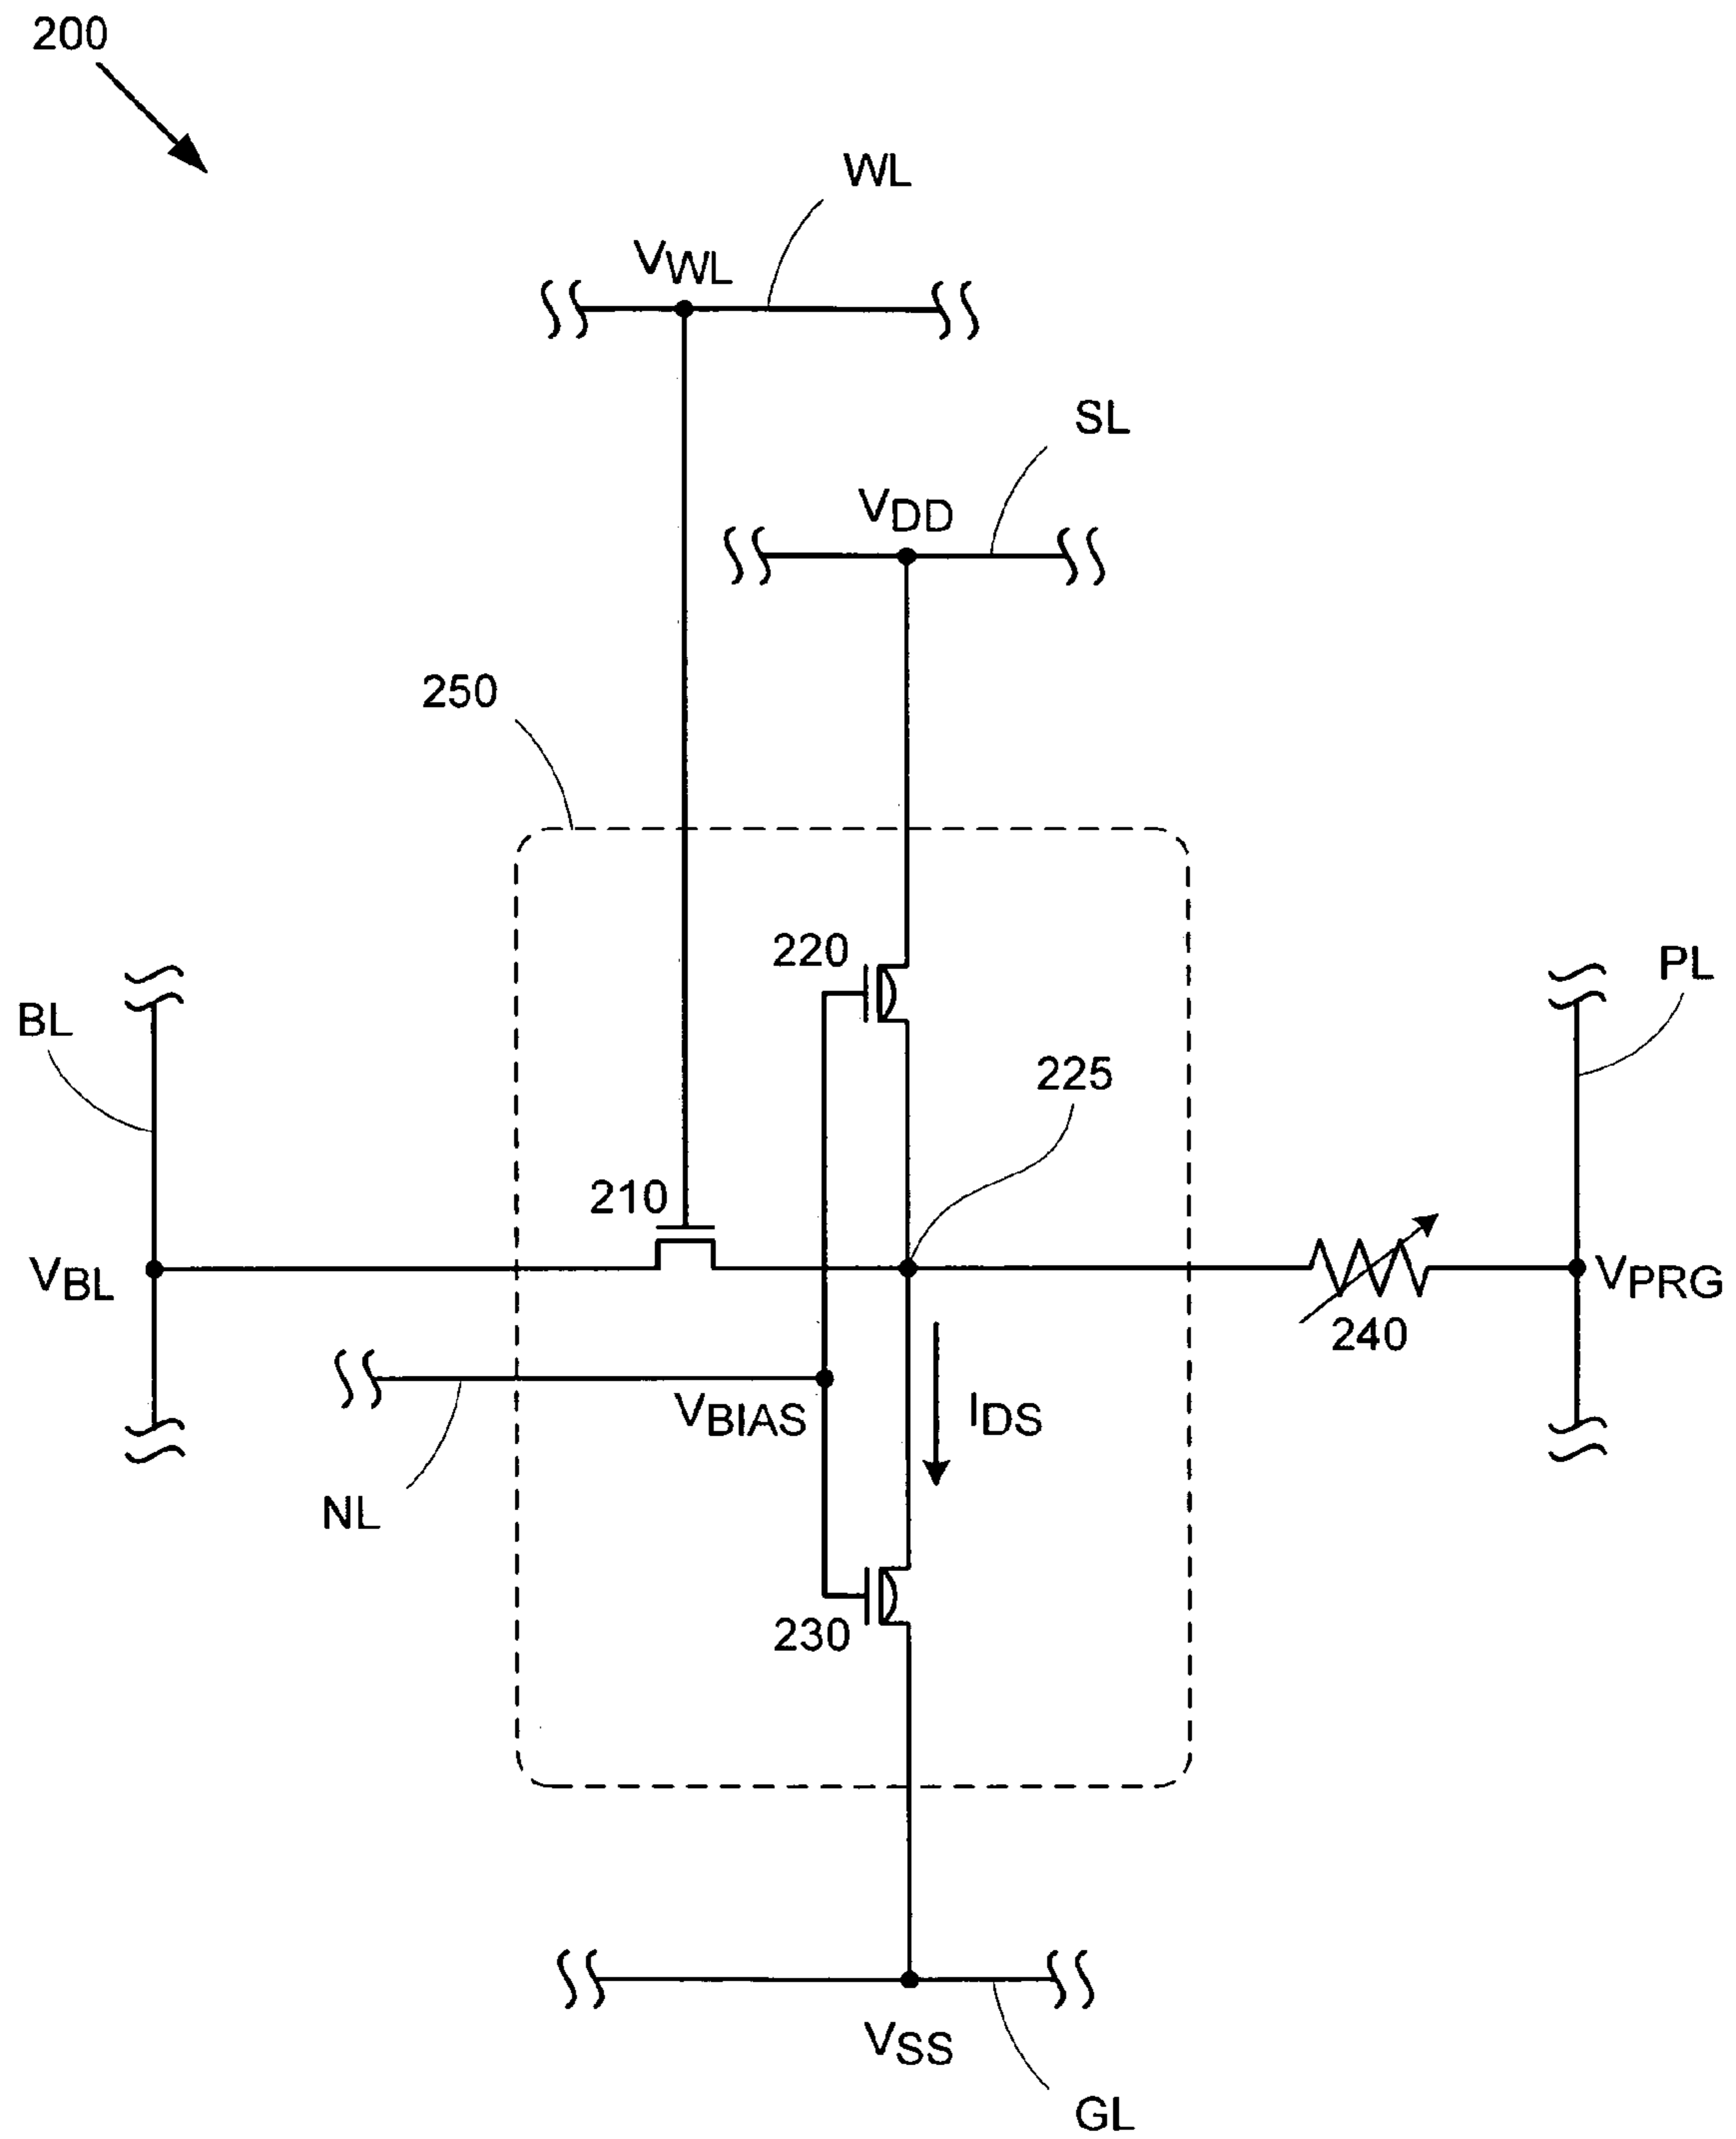 200
WL
VWL
SL
VDD
250
220
PL
BL
225
210
VBL
VPRG
240
VBIAS
IDS
NL
230
VSS
GL